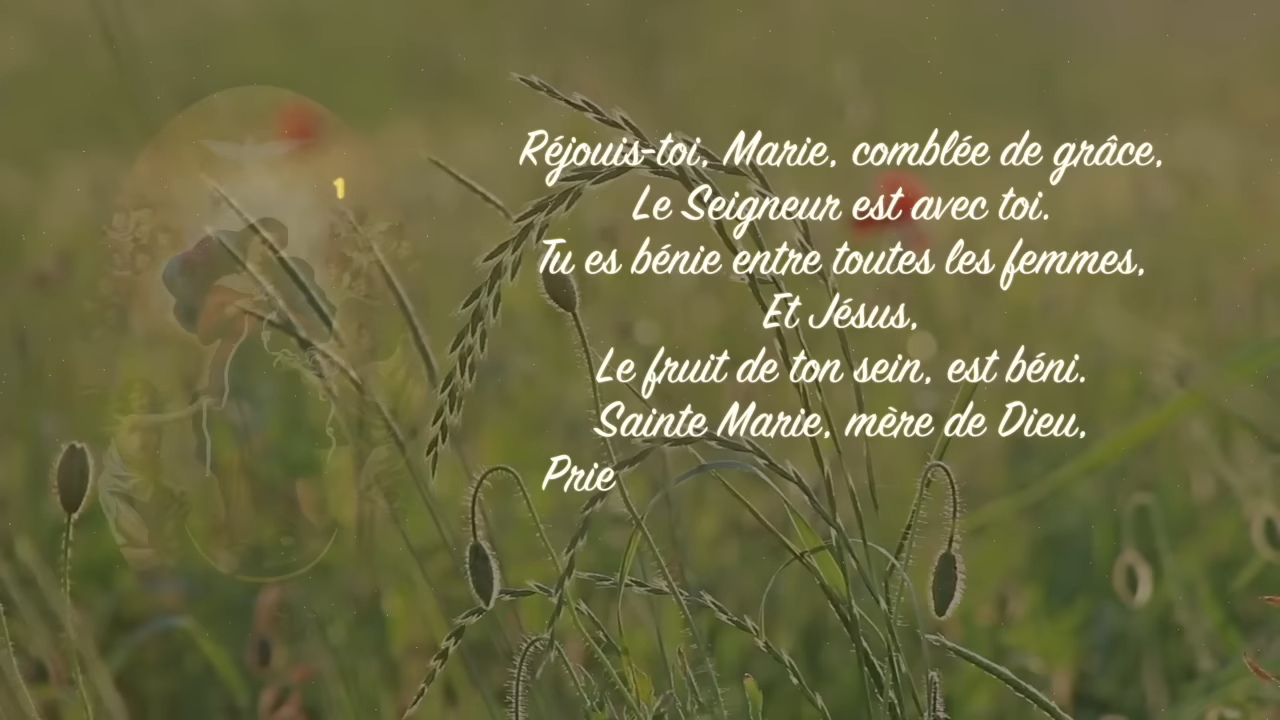 1
Réjouis-toi, Marie, comblée de grâce,
Le Seigneur est avec toi.
Tu es bénie entre toutes les femmes,
Et Jésus,
Le fruit de ton sein, est béni.
Sainte Marie, mère de Dieu,
Prie